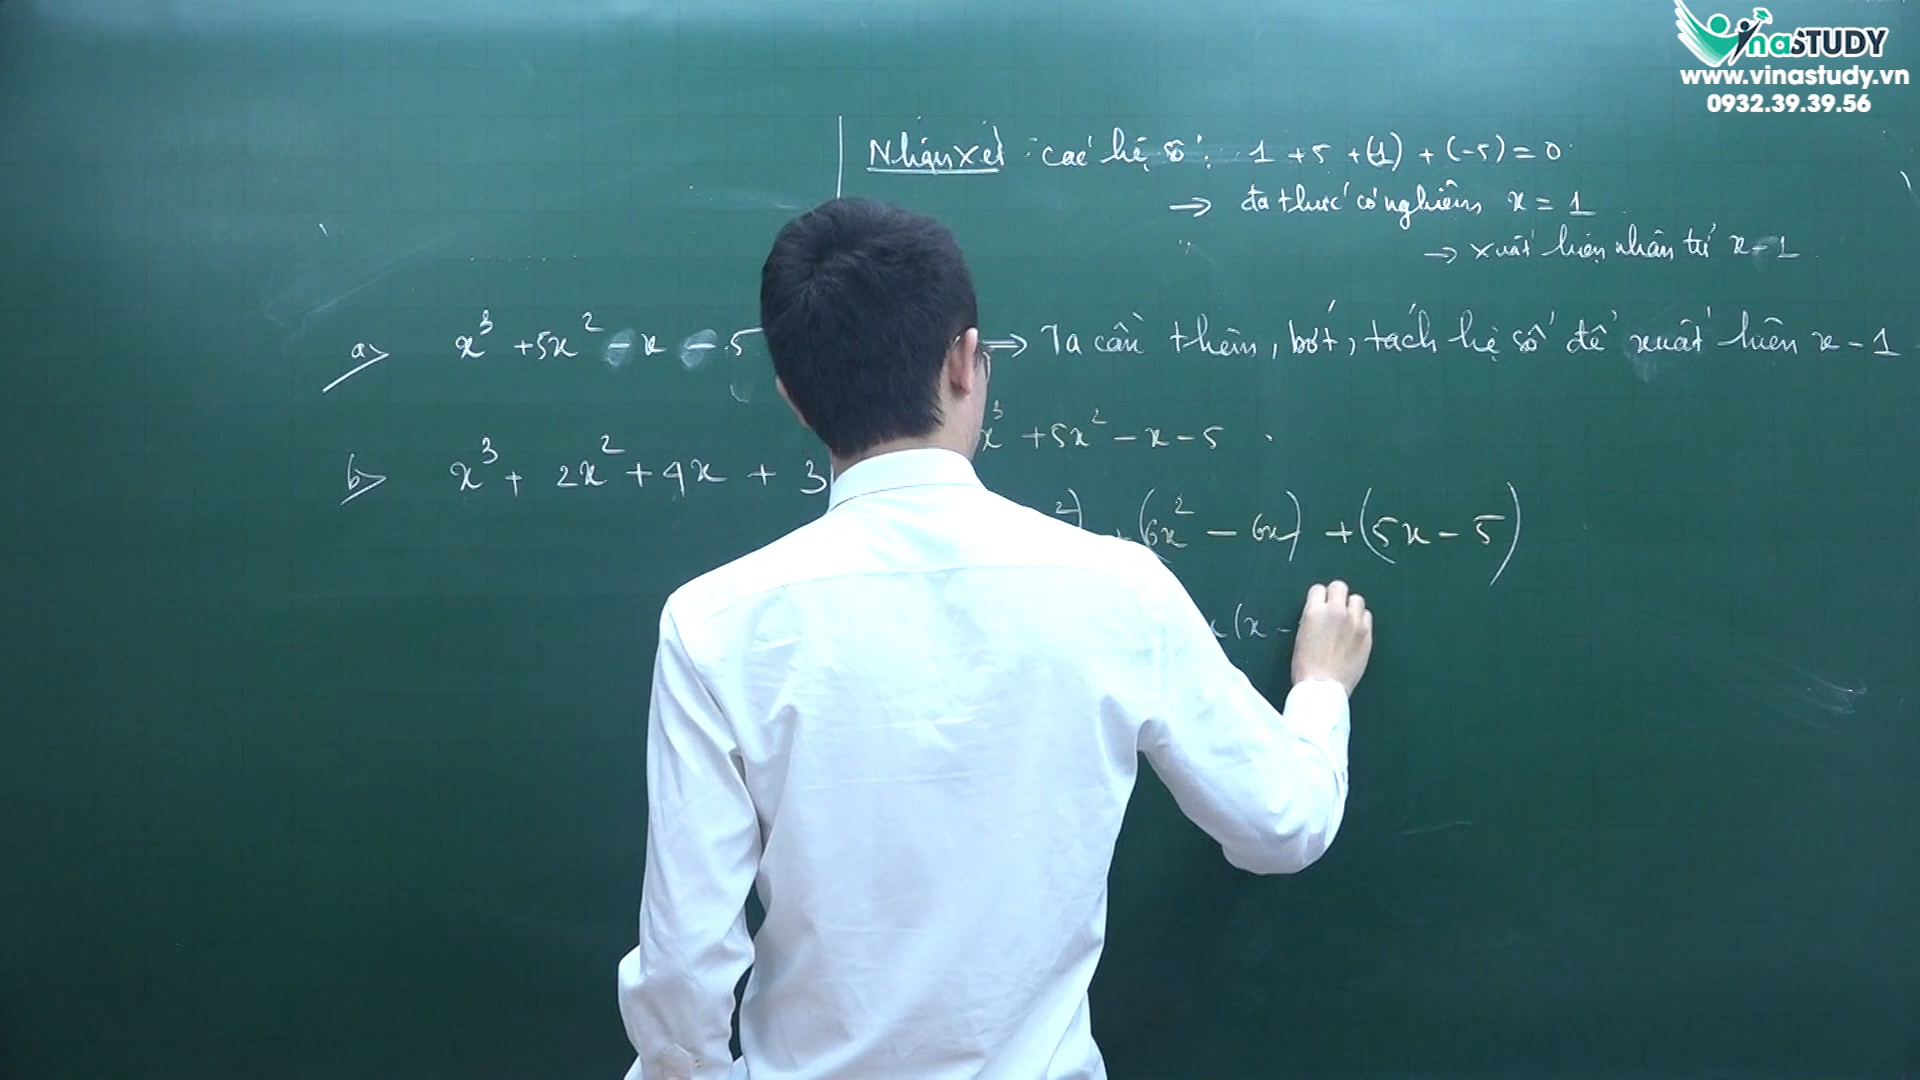 VinaSTUDY
www.vinastudy.vn
0932.39.39.56
Nhận xét: các hệ số: 1 + 5 + (-1) + (-5) = 0
→ đa thức có nghiệm x = 1
→ xuất hiện nhân tử x - 1
a> x³ + 5x² - x - 5
⟹ Ta cần thêm, bớt, tách hệ số để xuất hiện x - 1
x³ + 5x² - x - 5
b> x³ + 2x² + 4x + 3
²) + (6x² - 6x) + (5x - 5)
(x -